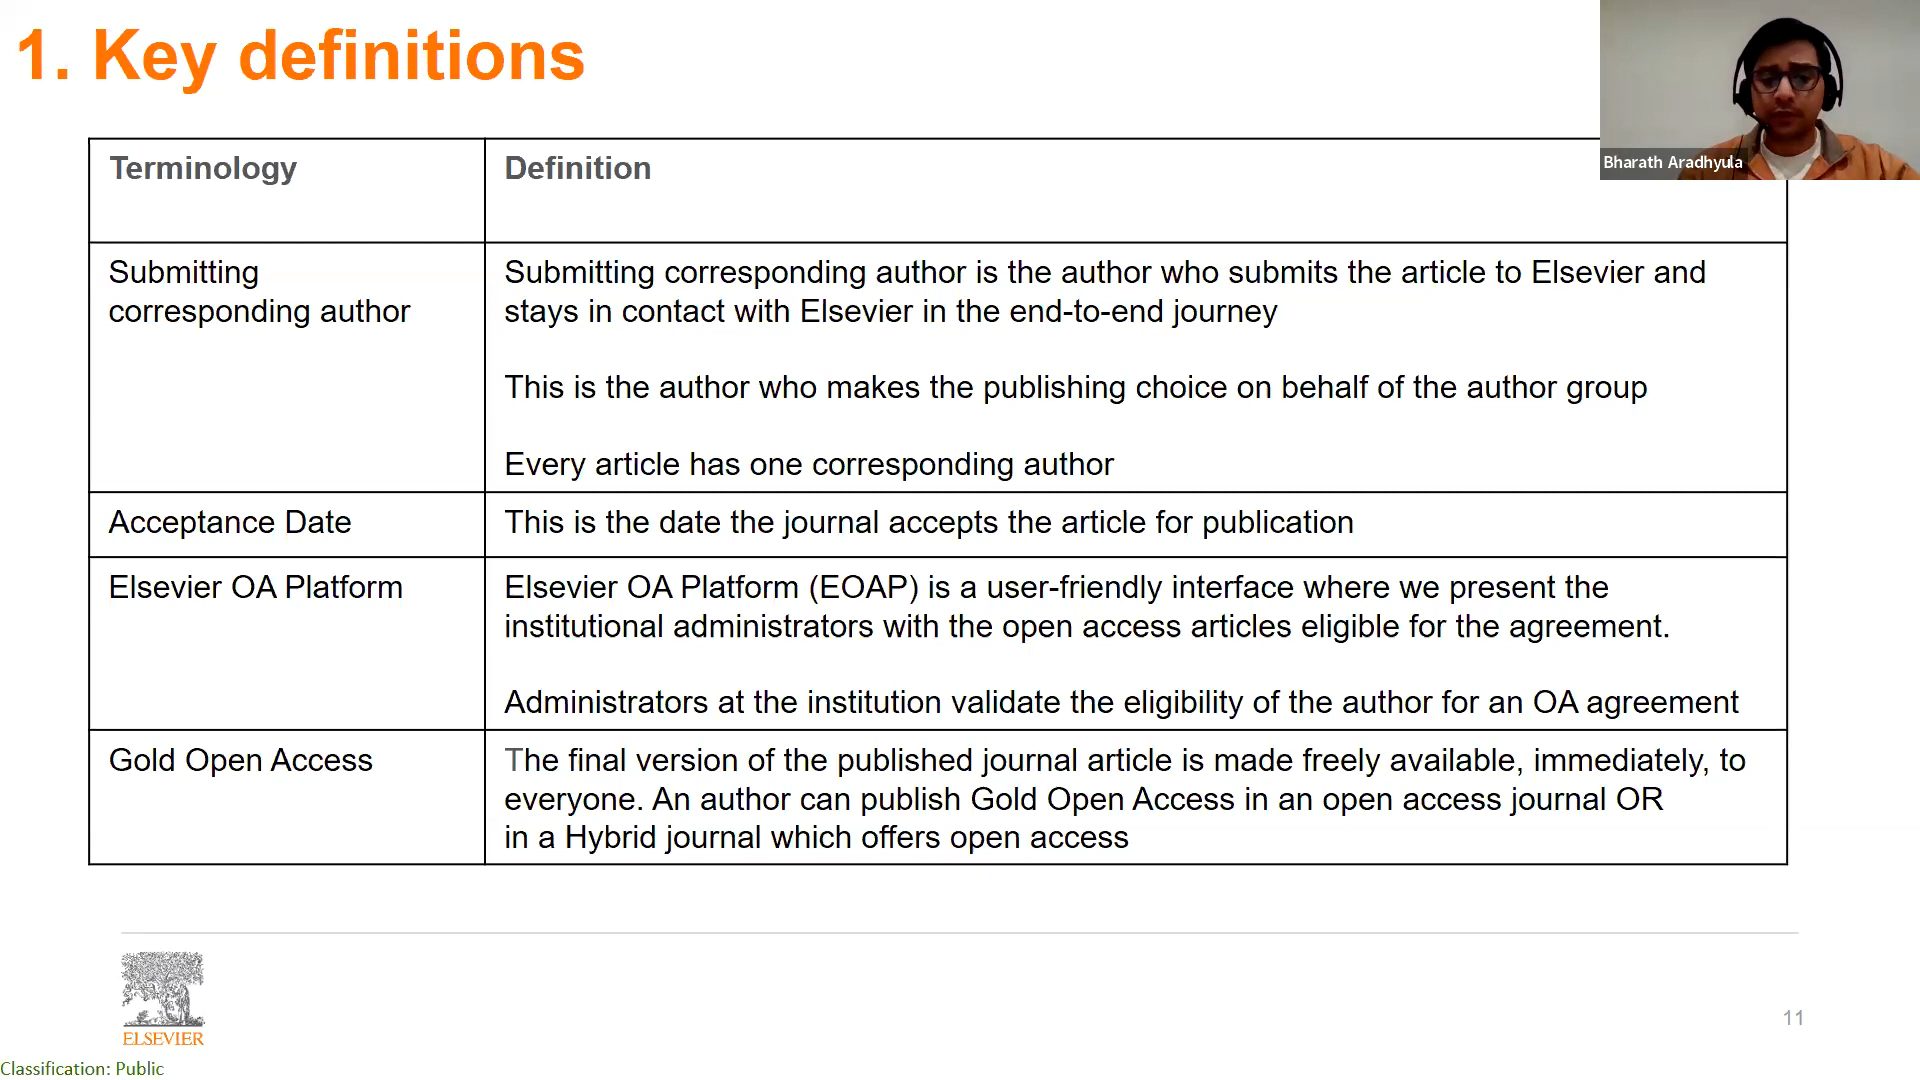 1. Key definitions
Bharath Aradhyula
Terminology
Definition
Submitting
corresponding author
Submitting corresponding author is the author who submits the article to Elsevier and
stays in contact with Elsevier in the end-to-end journey
This is the author who makes the publishing choice on behalf of the author group
Every article has one corresponding author
Acceptance Date
This is the date the journal accepts the article for publication
Elsevier OA Platform
Elsevier OA Platform (EOAP) is a user-friendly interface where we present the
institutional administrators with the open access articles eligible for the agreement.
Administrators at the institution validate the eligibility of the author for an OA agreement
Gold Open Access
The final version of the published journal article is made freely available, immediately, to
everyone. An author can publish Gold Open Access in an open access journal OR
in a Hybrid journal which offers open access
ELSEVIER
11
Classification: Public